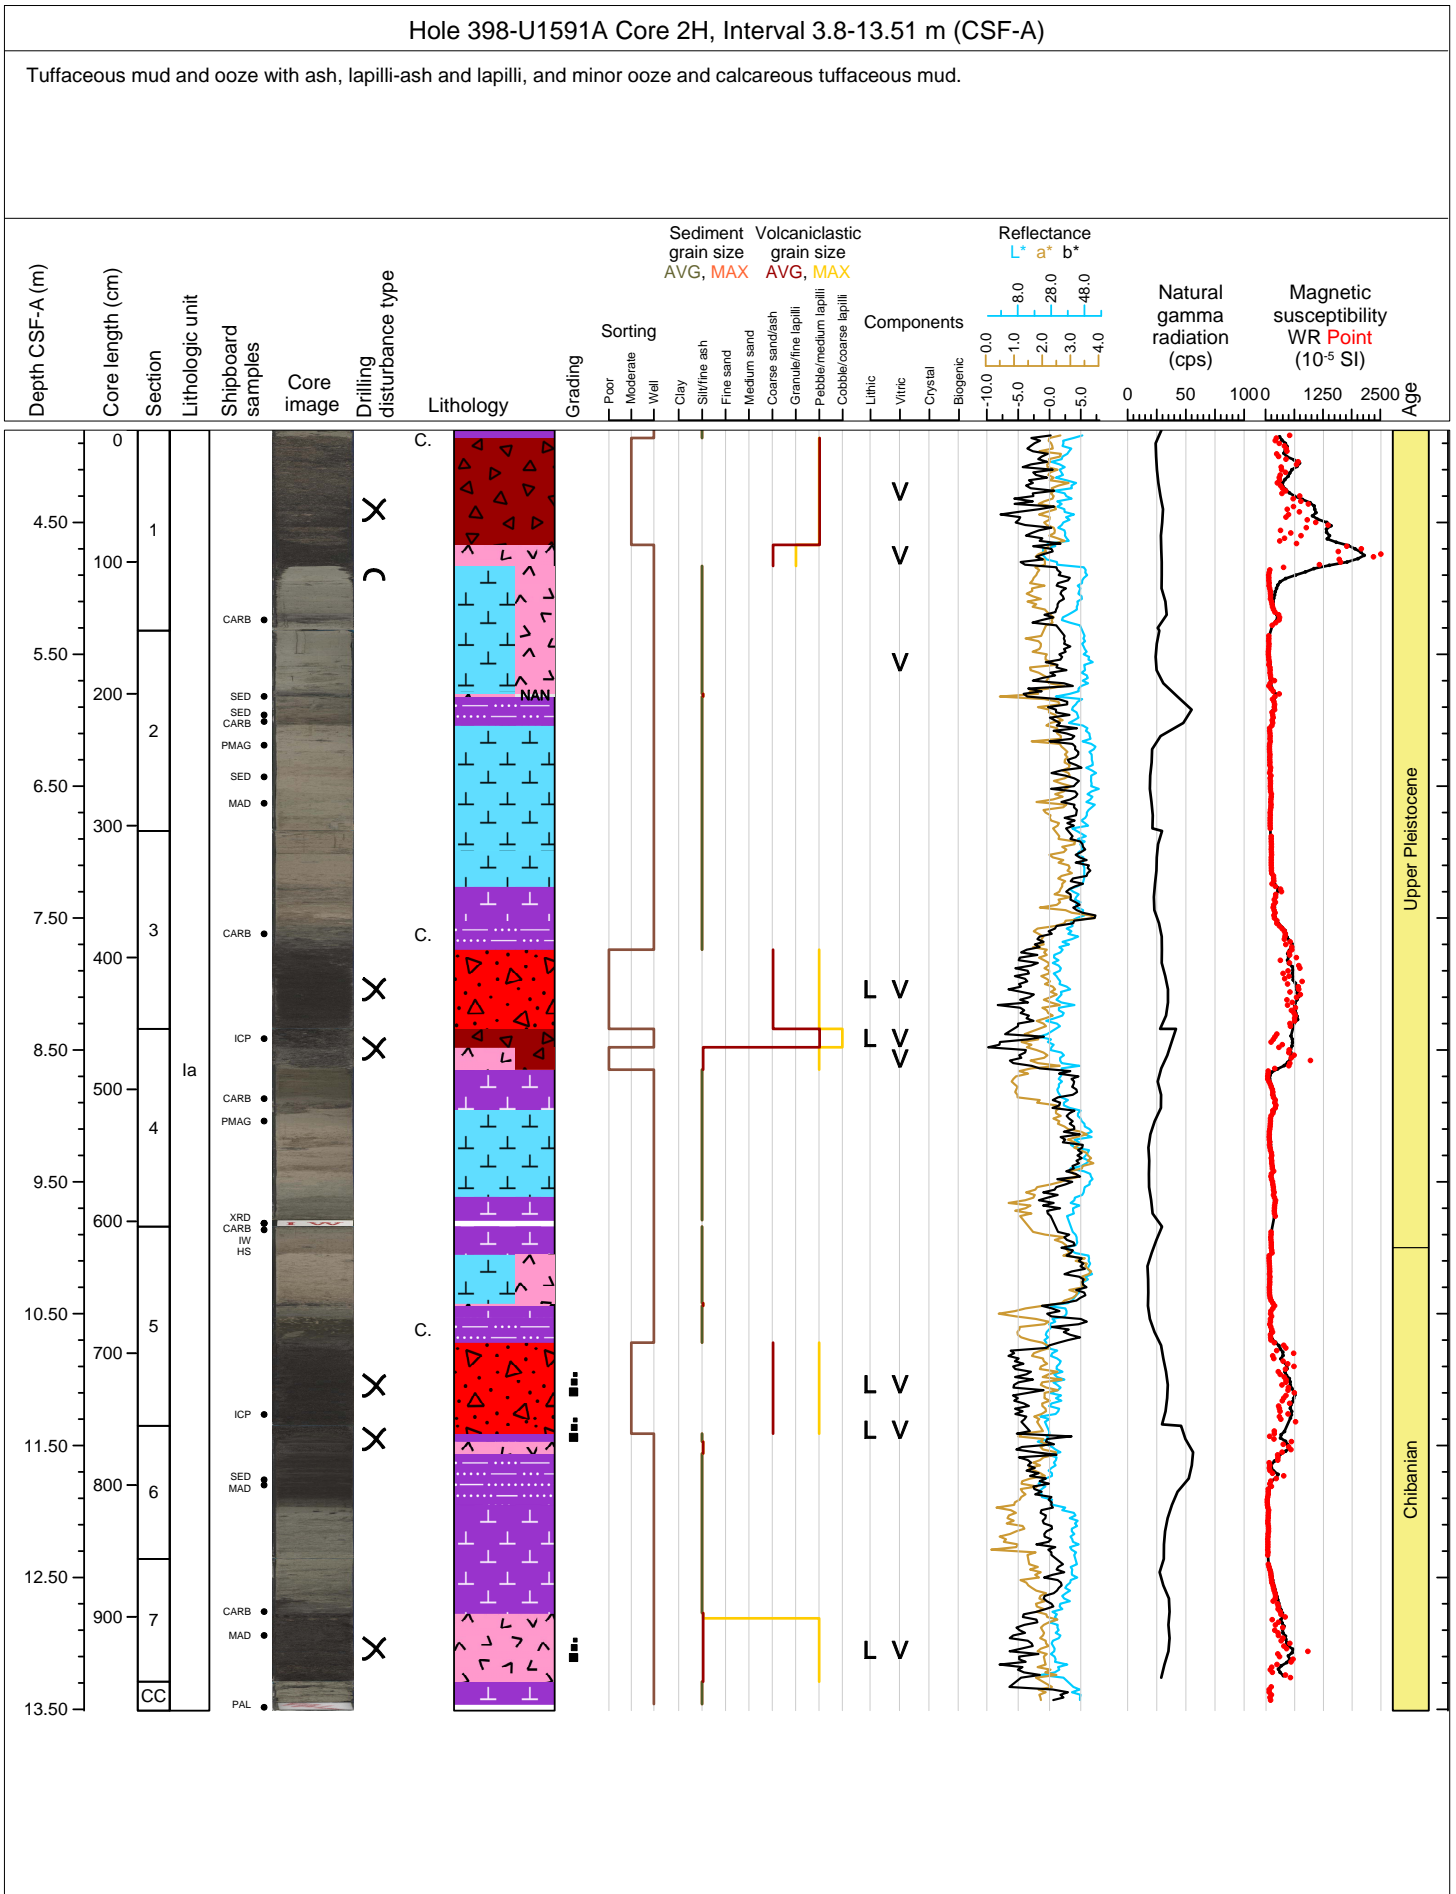 Hole 398-U1591A Core 2H, Interval 3.8-13.51 m (CSF-A)
Tuffaceous mud and ooze with ash, lapilli-ash and lapilli, and minor ooze and calcareous tuffaceous mud.
Depth CSF-A (m)
Core length (cm)
Section
Lithologic unit
Shipboard
samples
Core
image
Drilling
disturbance type
Lithology
Grading
Sorting
Poor
Moderate
Well
Sediment
grain size
AVG, MAX
Volcaniclastic
grain size
AVG, MAX
Clay
Silt/fine ash
Fine sand
Medium sand
Coarse sand/ash
Granule/fine lapilli
Pebble/medium lapilli
Cobble/coarse lapilli
Components
Lithic
Vitric
Crystal
Biogenic
Reflectance
L* a* b*
8.0 28.0 48.0
0.0 1.0 2.0 3.0 4.0
-10.0 -5.0 0.0 5.0
Natural
gamma
radiation
(cps)
0 50 100
Magnetic
susceptibility
WR Point
(10⁻⁵ SI)
0 1250 2500
Age
4.50
5.50
6.50
7.50
8.50
9.50
10.50
11.50
12.50
13.50
0
100
200
300
400
500
600
700
800
900
1
2
3
4
5
6
7
CC
Ia
CARB
SED
SED
CARB
PMAG
SED
MAD
CARB
ICP
CARB
PMAG
XRD
CARB
IW
HS
ICP
SED
MAD
CARB
MAD
PAL
IW
C.
C.
C.
NAN
V
V
V
L V
L V
V
L V
L V
L V
Upper Pleistocene
Chibanian